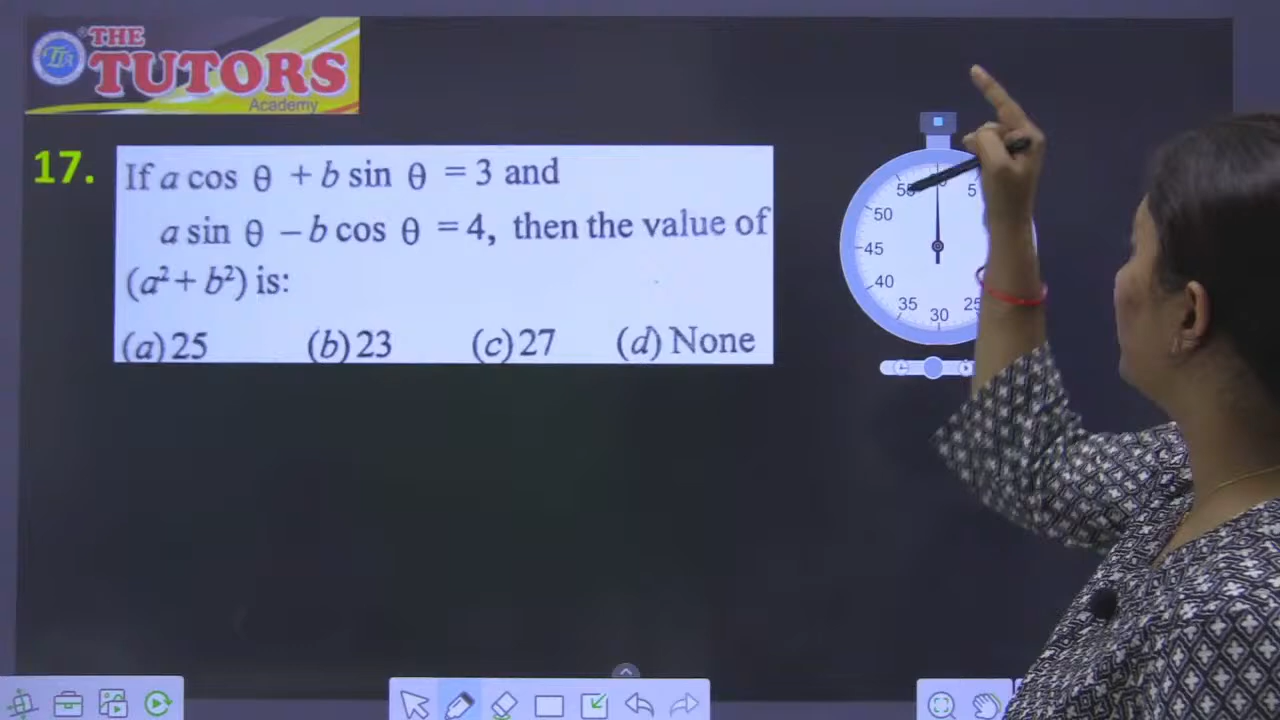 THE
TUTORS
Academy
17.
If a cos θ + b sin θ = 3 and
a sin θ – b cos θ = 4, then the value of
(a² + b²) is:
(a) 25 (b) 23 (c) 27 (d) None
55
5
50
45
40
35
30
25